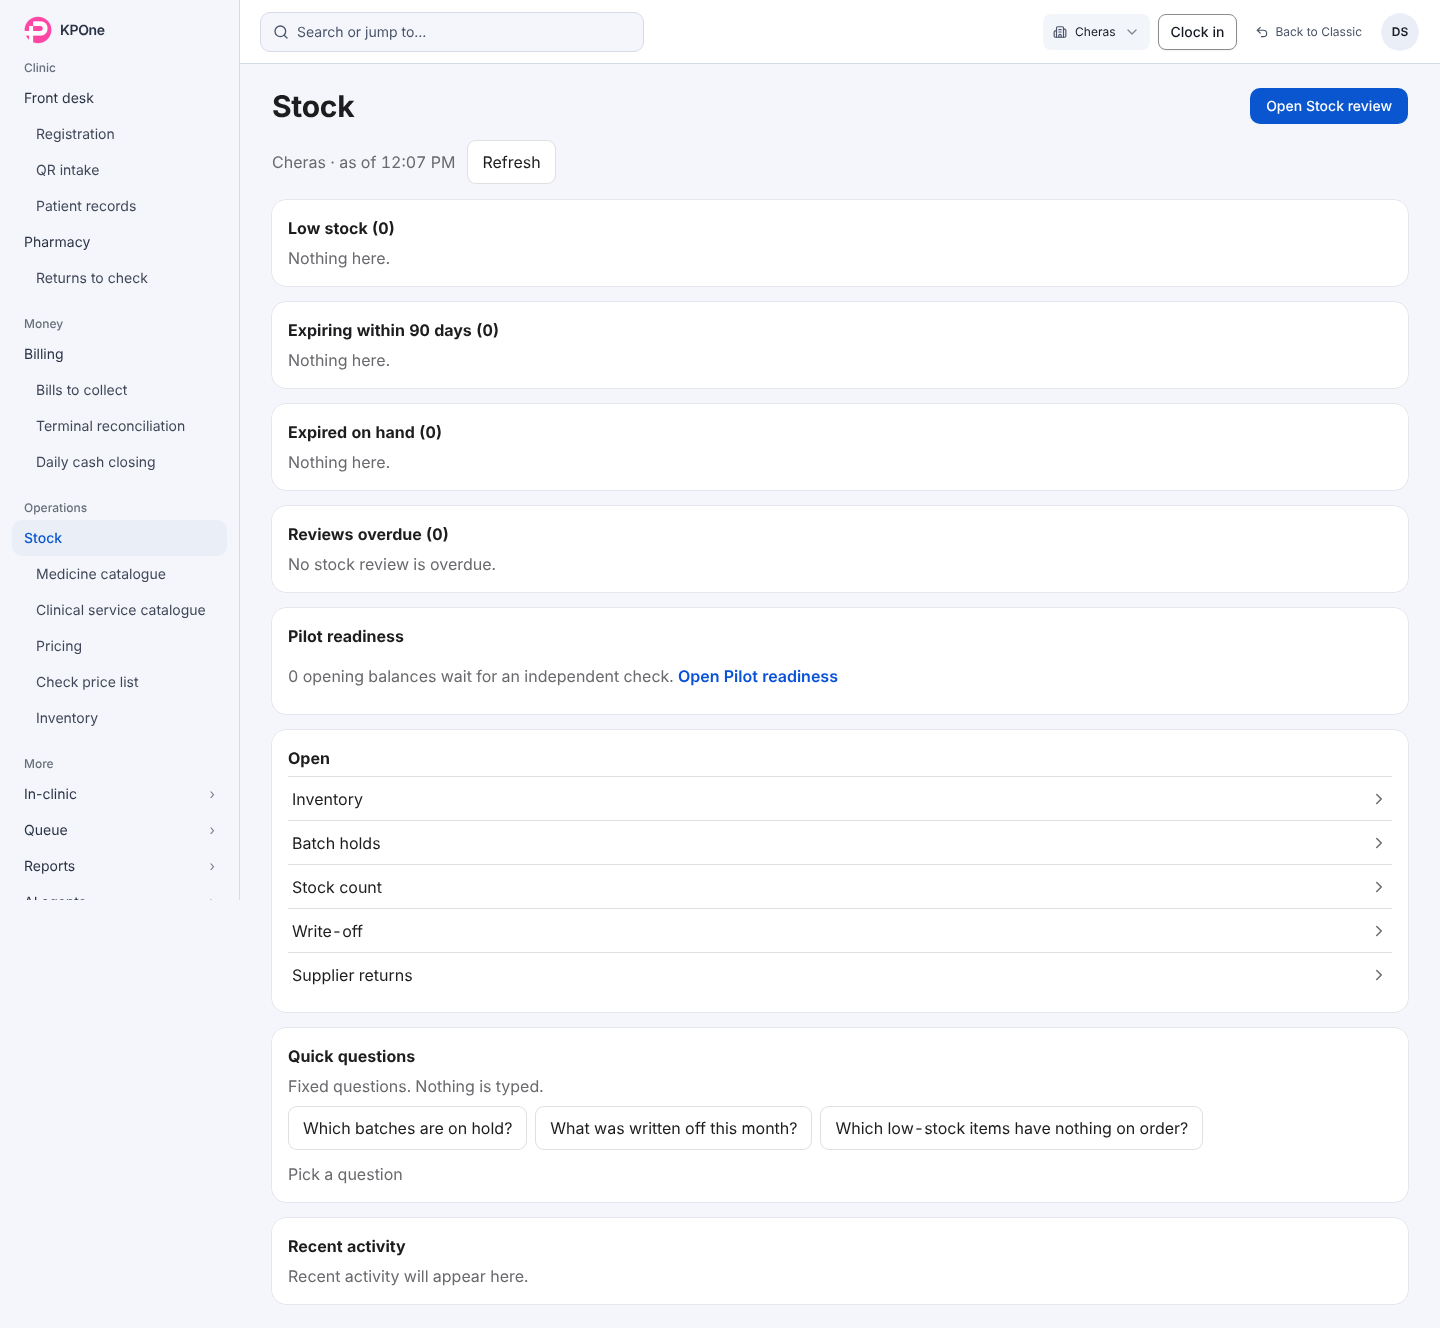 KPOne
Search or jump to...
Cheras
Clock in
Back to Classic
DS
Clinic
Front desk
Registration
QR intake
Patient records
Pharmacy
Returns to check
Money
Billing
Bills to collect
Terminal reconciliation
Daily cash closing
Operations
Stock
Medicine catalogue
Clinical service catalogue
Pricing
Check price list
Inventory
More
In-clinic
Queue
Reports
Stock
Open Stock review
Cheras · as of 12:07 PM
Refresh
Low stock (0)
Nothing here.
Expiring within 90 days (0)
Nothing here.
Expired on hand (0)
Nothing here.
Reviews overdue (0)
No stock review is overdue.
Pilot readiness
0 opening balances wait for an independent check. Open Pilot readiness
Open
Inventory
Batch holds
Stock count
Write-off
Supplier returns
Quick questions
Fixed questions. Nothing is typed.
Which batches are on hold?
What was written off this month?
Which low-stock items have nothing on order?
Pick a question
Recent activity
Recent activity will appear here.